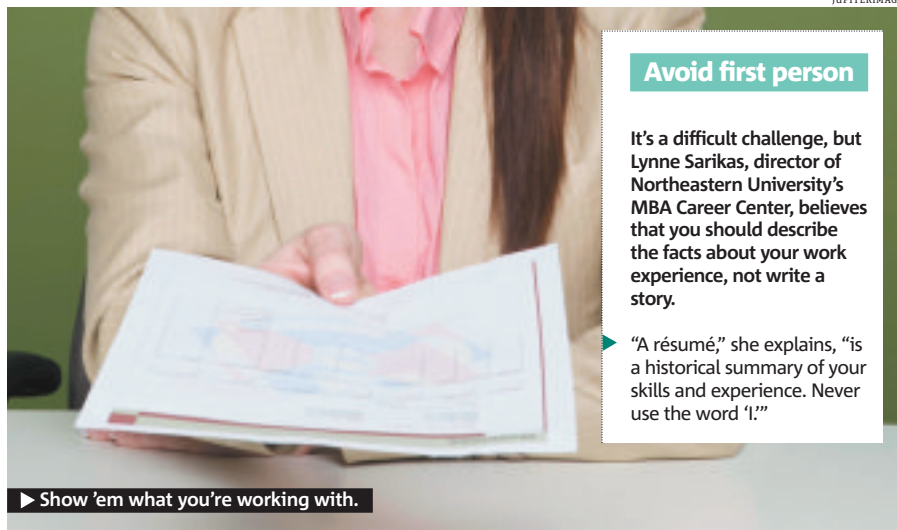 JUPITERIMAG
Avoid first person
It's a difficult challenge, but
Lynne Sarikas, director of
Northeastern University's
MBA Career Center, believes
that you should describe
the facts about your work
experience, not write a
story.
▶ “A résumé,” she explains, “is
a historical summary of your
skills and experience. Never
use the word ‘I.’”
▶ Show ’em what you’re working with.